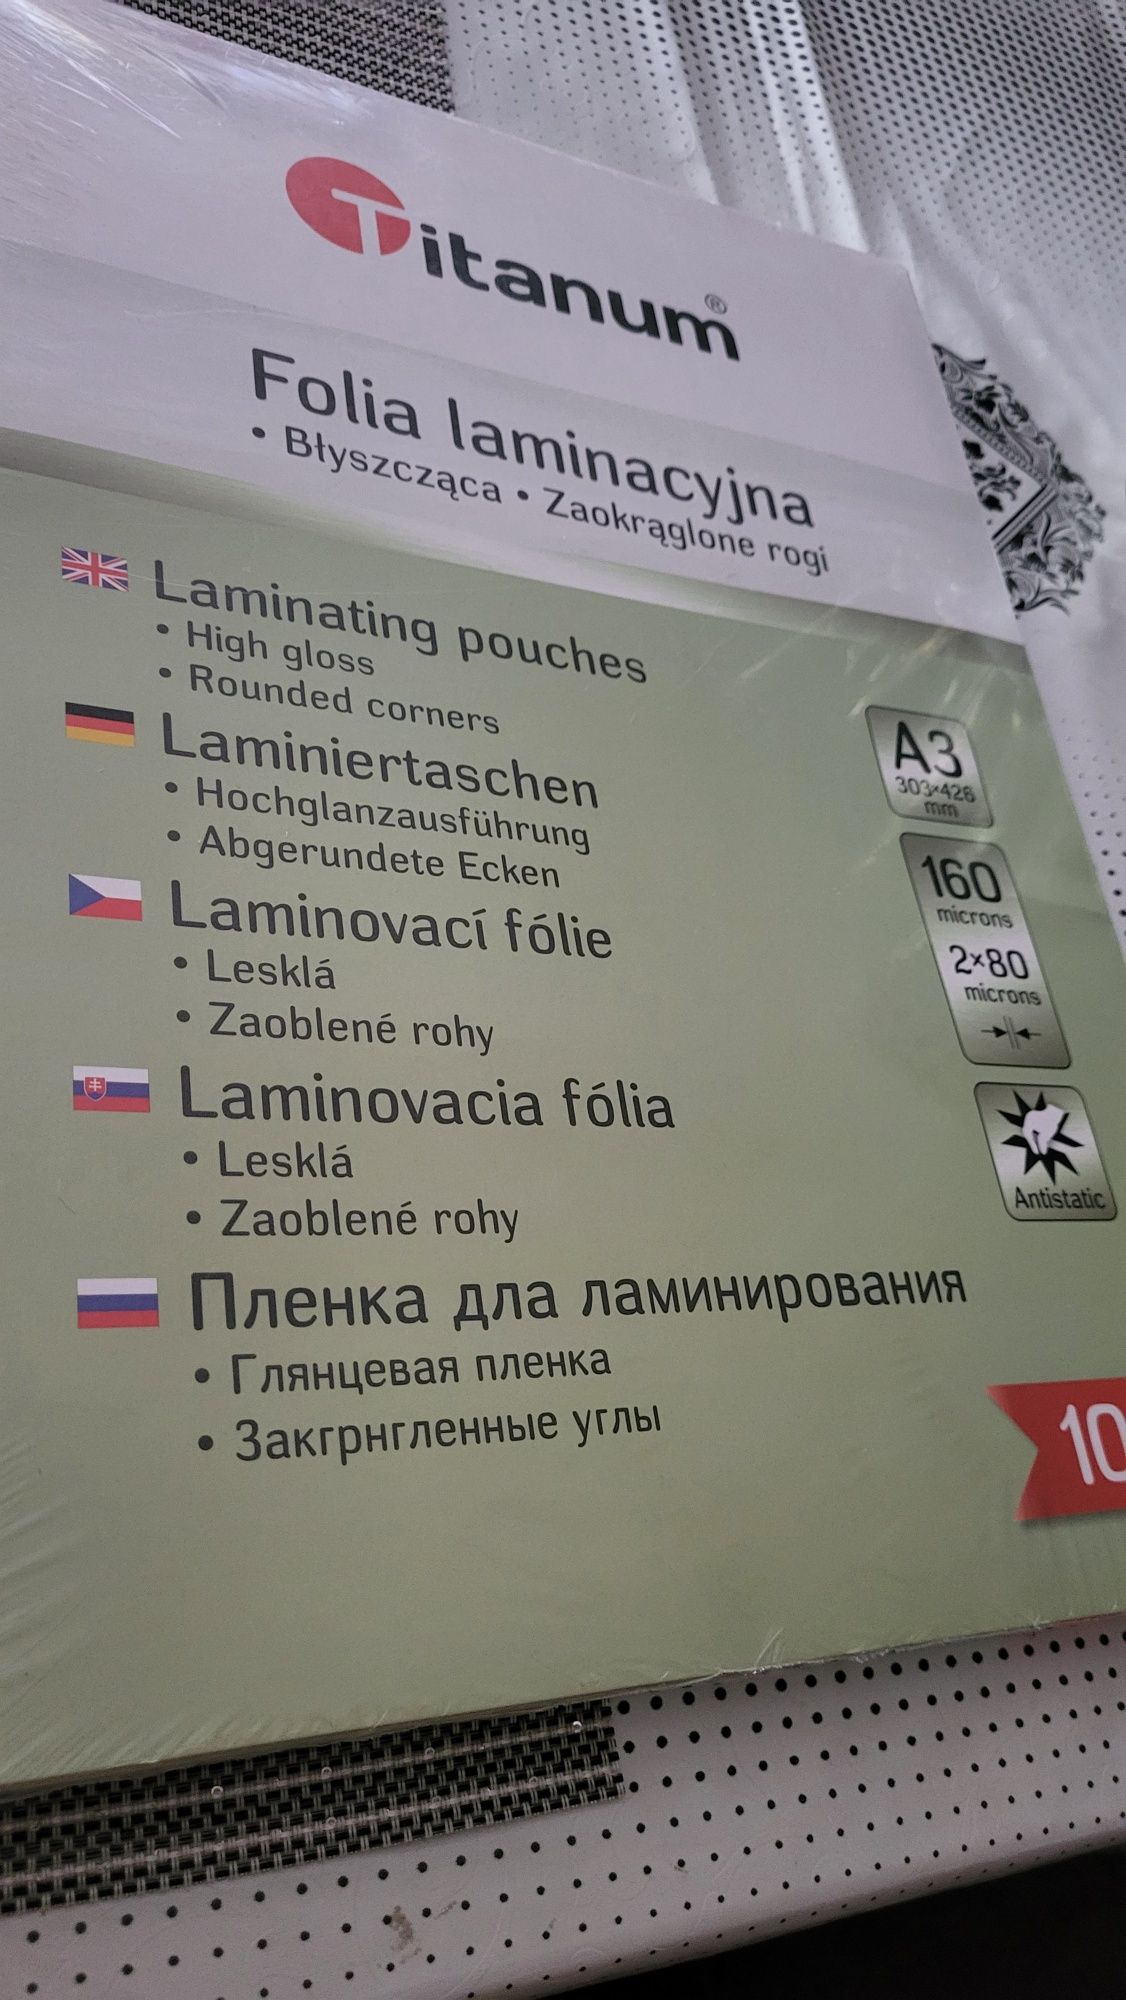 Titanum®
Folia laminacyjna
• Błyszcząca • Zaokrąglone rogi
Laminating pouches
• High gloss
• Rounded corners
Laminiertaschen
• Hochglanzausführung
• Abgerundete Ecken
Laminovací fólie
• Lesklá
• Zaoblené rohy
Laminovacia fólia
• Lesklá
• Zaoblené rohy
Пленка дла ламинирования
• Глянцевая пленка
• Закгрнгленные углы
A3
303×426
mm
160
microns
2×80
microns
Antistatic